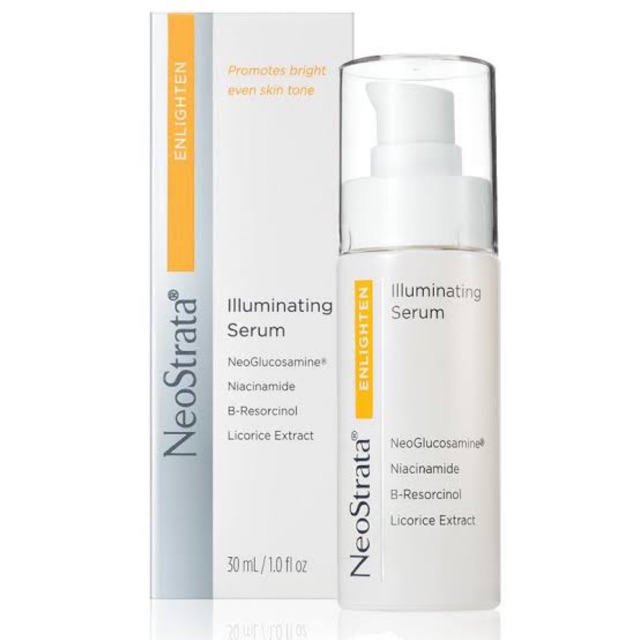 Promotes bright
even skin tone
ENLIGHTEN
NeoStrata®
Illuminating
Serum
NeoGlucosamine®
Niacinamide
B-Resorcinol
Licorice Extract
30 mL / 1.0 fl oz
ENLIGHTEN
NeoStrata®
Illuminating
Serum
NeoGlucosamine®
Niacinamide
B-Resorcinol
Licorice Extract